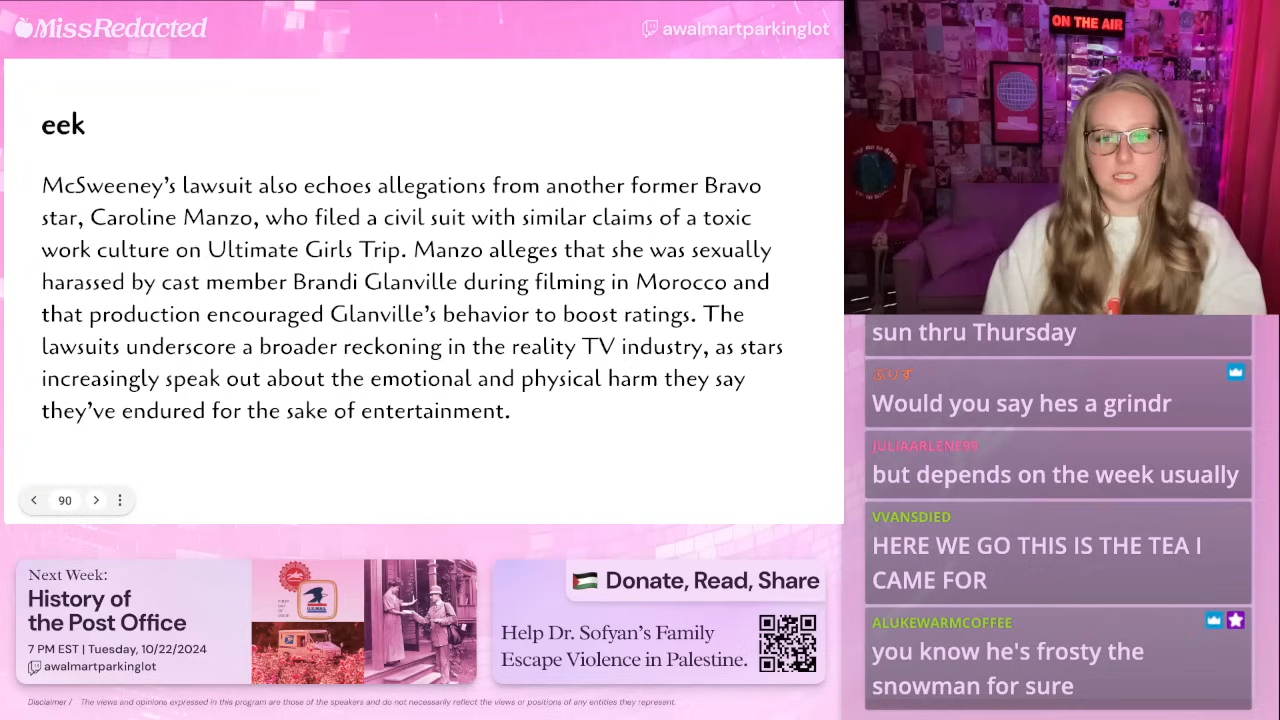 MissRedacted
awalmartparkinglot
eek
McSweeney's lawsuit also echoes allegations from another former Bravo
star, Caroline Manzo, who filed a civil suit with similar claims of a toxic
work culture on Ultimate Girls Trip. Manzo alleges that she was sexually
harassed by cast member Brandi Glanville during filming in Morocco and
that production encouraged Glanville's behavior to boost ratings. The
lawsuits underscore a broader reckoning in the reality TV industry, as stars
increasingly speak out about the emotional and physical harm they say
they've endured for the sake of entertainment.
90
Next Week:
History of
the Post Office
7 PM EST | Tuesday, 10/22/2024
awalmartparkinglot
Donate, Read, Share
Help Dr. Sofyan's Family
Escape Violence in Palestine.
Disclaimer / The views and opinions expressed in this program are those of the speakers and do not necessarily reflect the views or positions of any entities they represent.
ON THE AIR
sun thru Thursday
ぷりず
Would you say hes a grindr
JULIAARLENE99
but depends on the week usually
VVANSDIED
HERE WE GO THIS IS THE TEA I
CAME FOR
ALUKEWARMCOFFEE
you know he's frosty the
snowman for sure